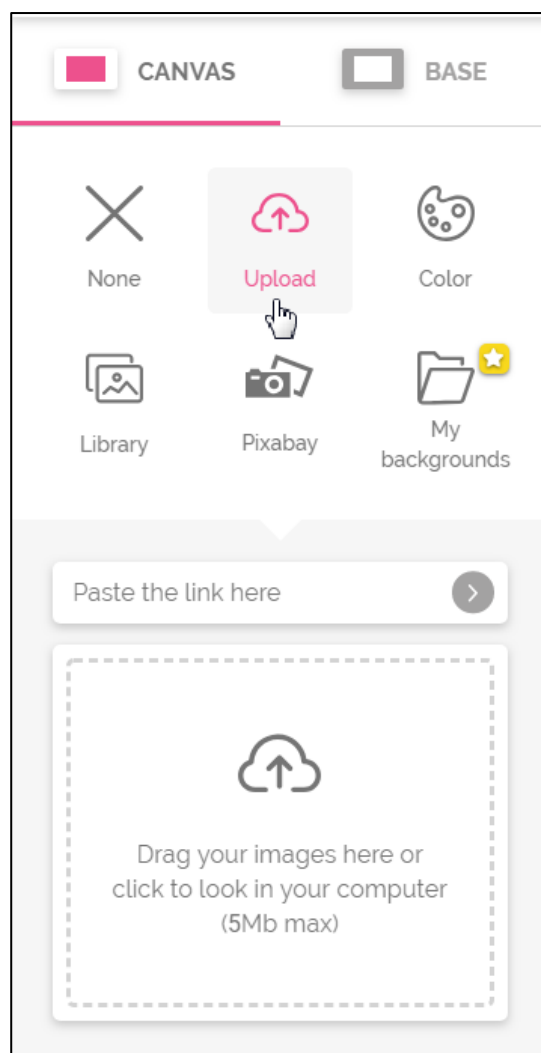 CANVAS
BASE
None
Upload
Color
Library
Pixabay
My
backgrounds
Paste the link here
Drag your images here or
click to look in your computer
(5Mb max)